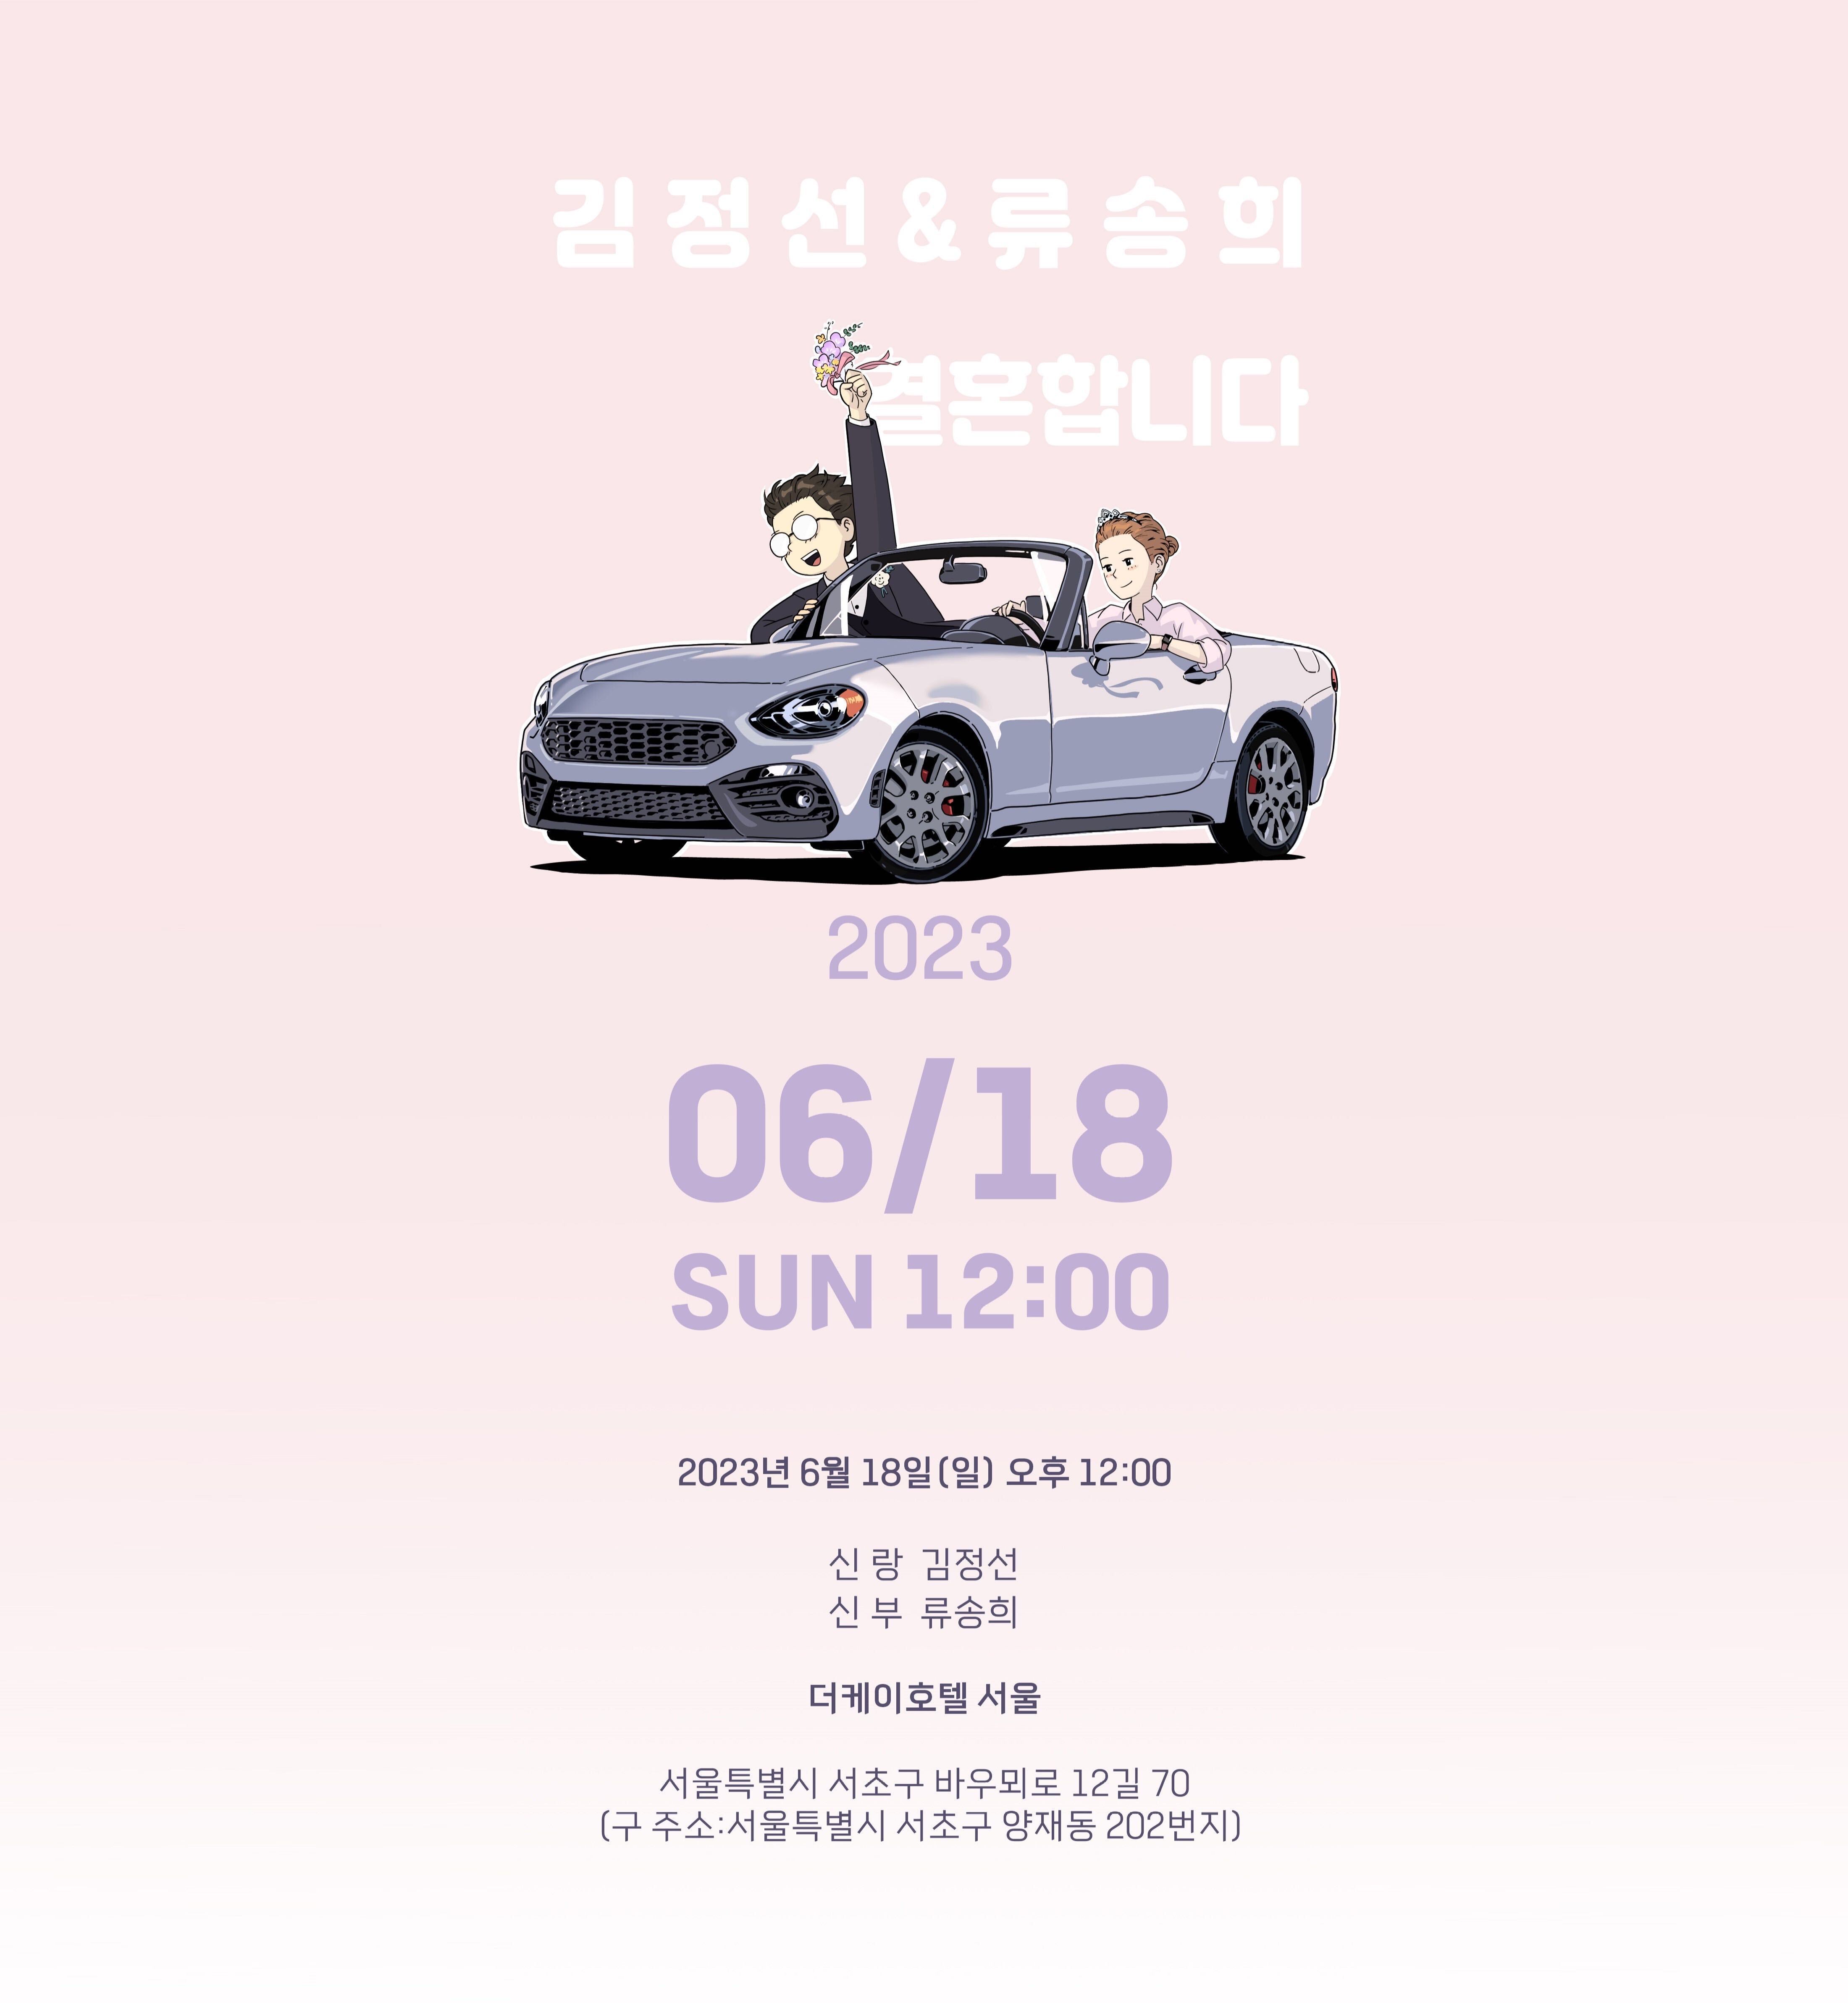 김정선&류송희
결혼합니다
2023
06/18
SUN 12:00
2023년 6월 18일(일) 오후 12:00
신 랑 김정선
신 부 류송희
더케이호텔 서울
서울특별시 서초구 바우뫼로 12길 70
(구 주소:서울특별시 서초구 양재동 202번지)